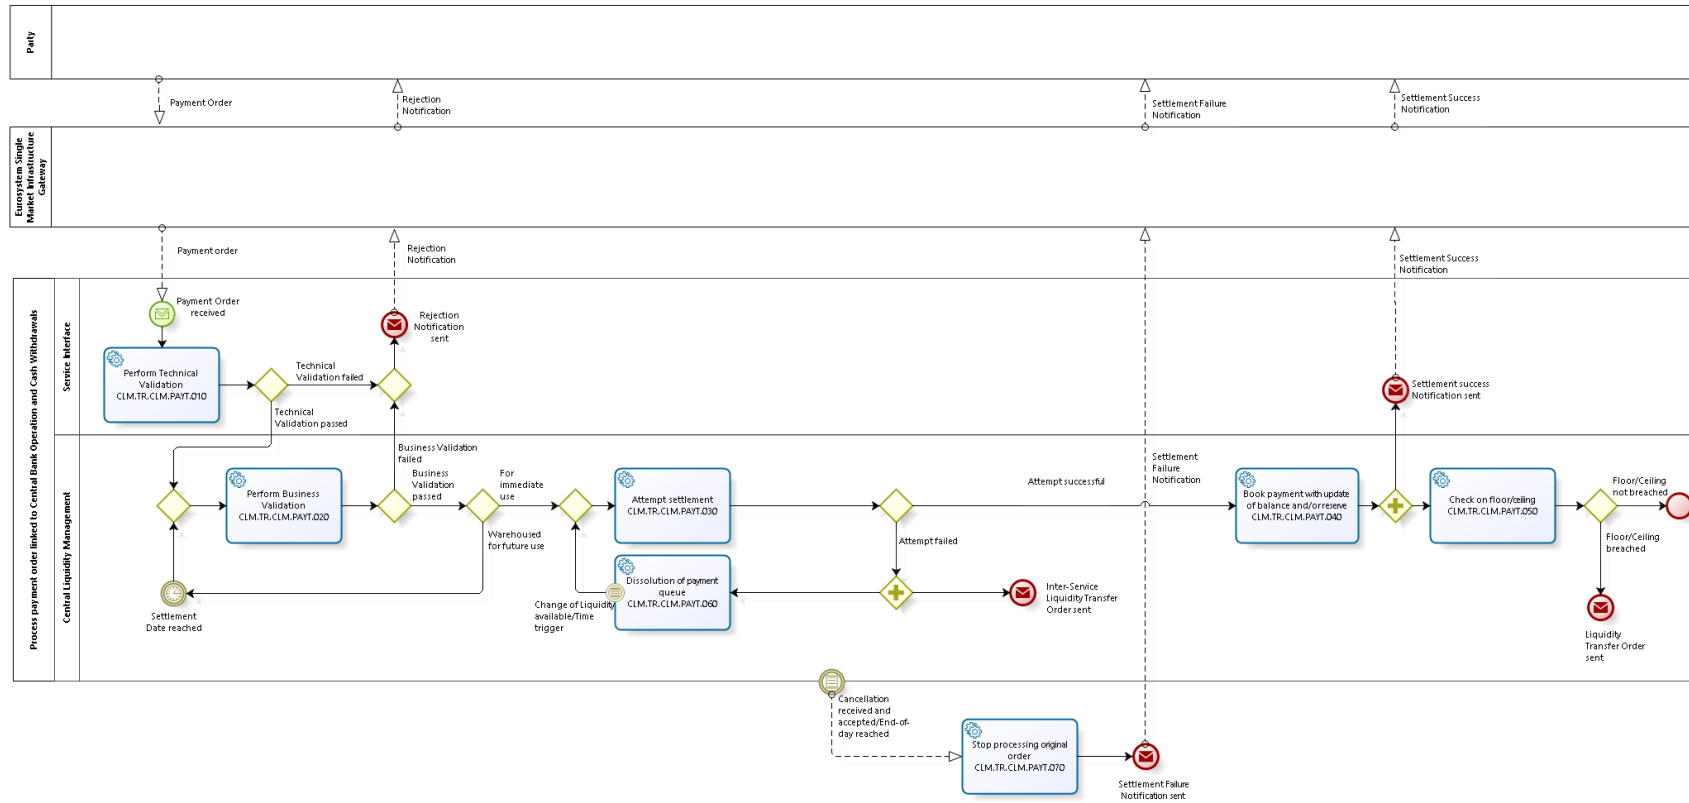 Party
Payment Order
Rejection
Notification
Settlement Failure
Notification
Settlement Success
Notification
Eurosystem Single
Market Infrastructure
Gateway
Payment order
Rejection
Notification
Settlement Success
Notification
Process payment order linked to Central Bank Operation and Cash Withdrawals
Service Interface
Payment Order
received
Rejection
Notification
sent
Perform Technical
Validation
CLM.TR.CLM.PAYT.010
Technical
Validation failed
Technical
Validation passed
Settlement success
Notification sent
Central Liquidity Management
Business Validation
failed
Perform Business
Validation
CLM.TR.CLM.PAYT.020
Business
Validation
passed
For
immediate
use
Warehoused
for future use
Attempt settlement
CLM.TR.CLM.PAYT.030
Attempt successful
Attempt failed
Settlement
Failure
Notification
Book payment with update
of balance and/or reserve
CLM.TR.CLM.PAYT.040
Check on floor/ceiling
CLM.TR.CLM.PAYT.050
Floor/Ceiling
not breached
Floor/Ceiling
breached
Settlement
Date reached
Change of Liquidity
available/Time
trigger
Dissolution of payment
queue
CLM.TR.CLM.PAYT.060
Inter-Service
Liquidity Transfer
Order sent
Liquidity
Transfer Order
sent
Cancellation
received and
accepted/End-of-
day reached
Stop processing original
order
CLM.TR.CLM.PAYT.070
Settlement Failure
Notification sent